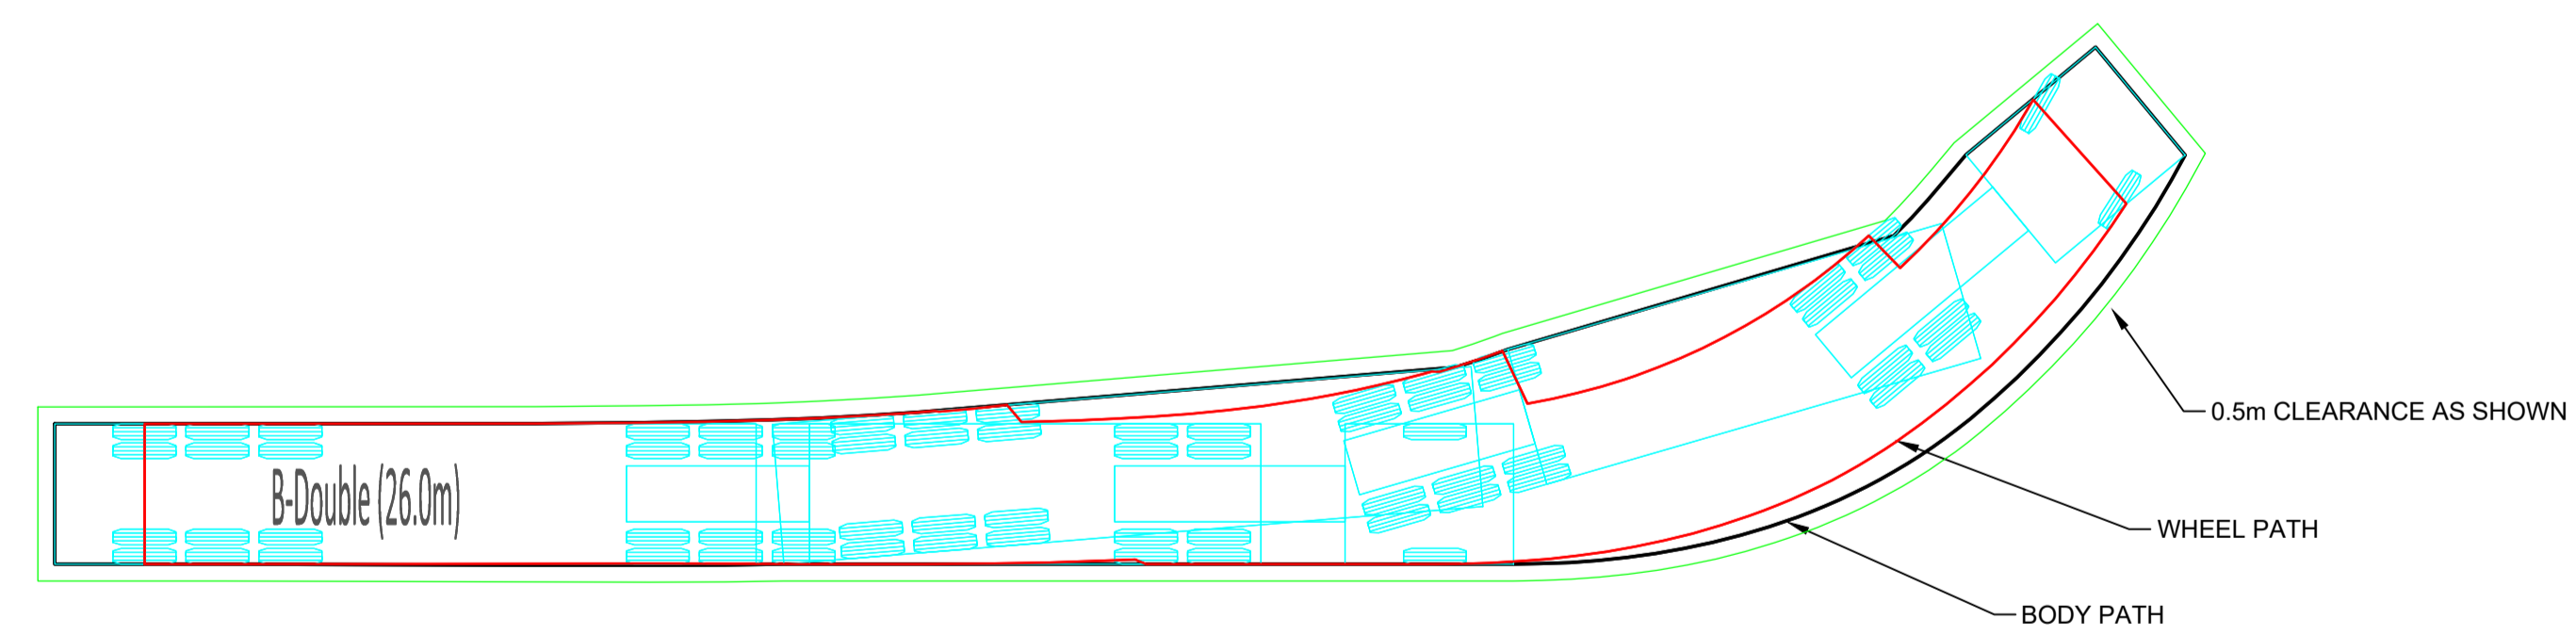 B-Double (26.0m)
0.5m CLEARANCE AS SHOWN
WHEEL PATH
BODY PATH